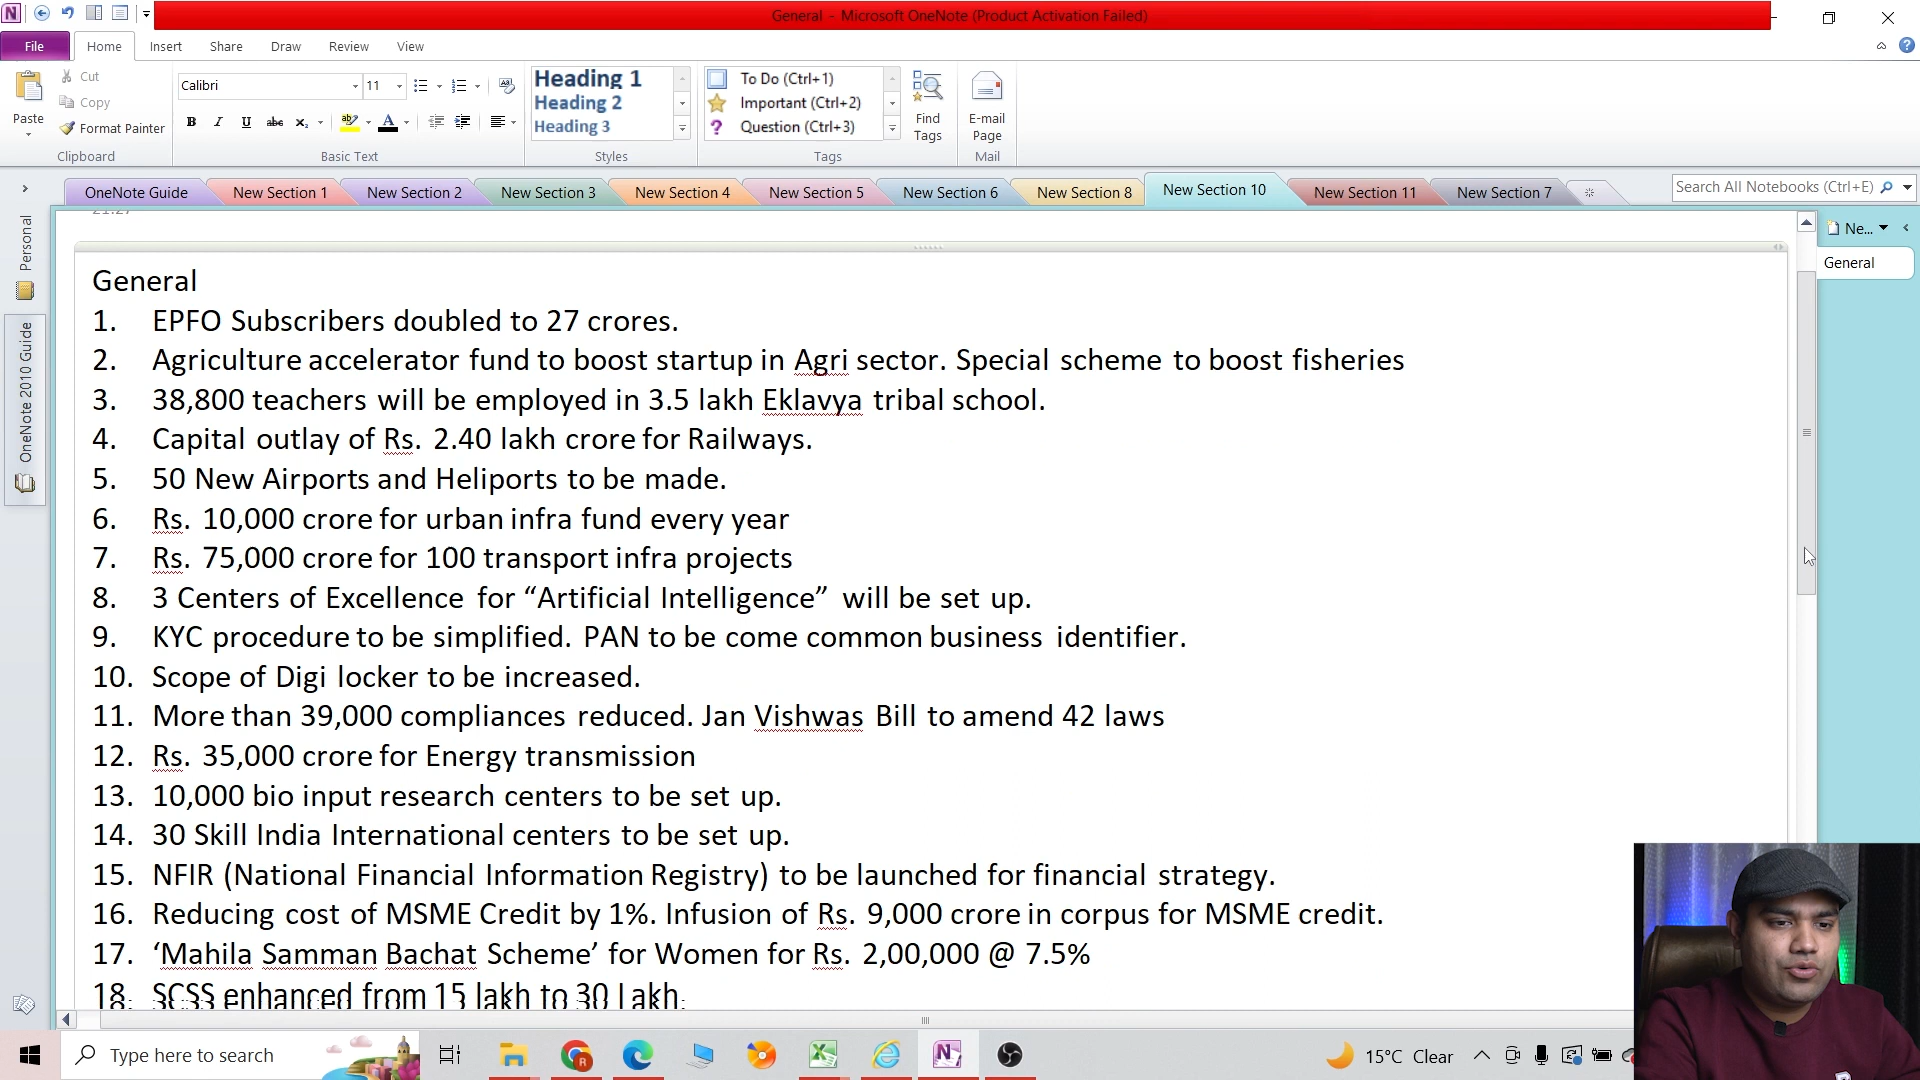 General - Microsoft OneNote (Product Activation Failed)
File Home Insert Share Draw Review View
Paste
Cut
Copy
Format Painter
Clipboard
Calibri 11
Basic Text
Heading 1
Heading 2
Heading 3
Styles
To Do (Ctrl+1)
Important (Ctrl+2)
Question (Ctrl+3)
Tags
Find Tags
E-mail Page
Mail
OneNote Guide New Section 1 New Section 2 New Section 3 New Section 4 New Section 5 New Section 6 New Section 8 New Section 10 New Section 11 New Section 7
Search All Notebooks (Ctrl+E)
Personal
OneNote 2010 Guide
Ne...
General
General
1. EPFO Subscribers doubled to 27 crores.
2. Agriculture accelerator fund to boost startup in Agri sector. Special scheme to boost fisheries
3. 38,800 teachers will be employed in 3.5 lakh Eklavya tribal school.
4. Capital outlay of Rs. 2.40 lakh crore for Railways.
5. 50 New Airports and Heliports to be made.
6. Rs. 10,000 crore for urban infra fund every year
7. Rs. 75,000 crore for 100 transport infra projects
8. 3 Centers of Excellence for “Artificial Intelligence” will be set up.
9. KYC procedure to be simplified. PAN to be come common business identifier.
10. Scope of Digi locker to be increased.
11. More than 39,000 compliances reduced. Jan Vishwas Bill to amend 42 laws
12. Rs. 35,000 crore for Energy transmission
13. 10,000 bio input research centers to be set up.
14. 30 Skill India International centers to be set up.
15. NFIR (National Financial Information Registry) to be launched for financial strategy.
16. Reducing cost of MSME Credit by 1%. Infusion of Rs. 9,000 crore in corpus for MSME credit.
17. ‘Mahila Samman Bachat Scheme’ for Women for Rs. 2,00,000 @ 7.5%
18. SCSS enhanced from 15 lakh to 30 Lakh.
Type here to search
15°C Clear